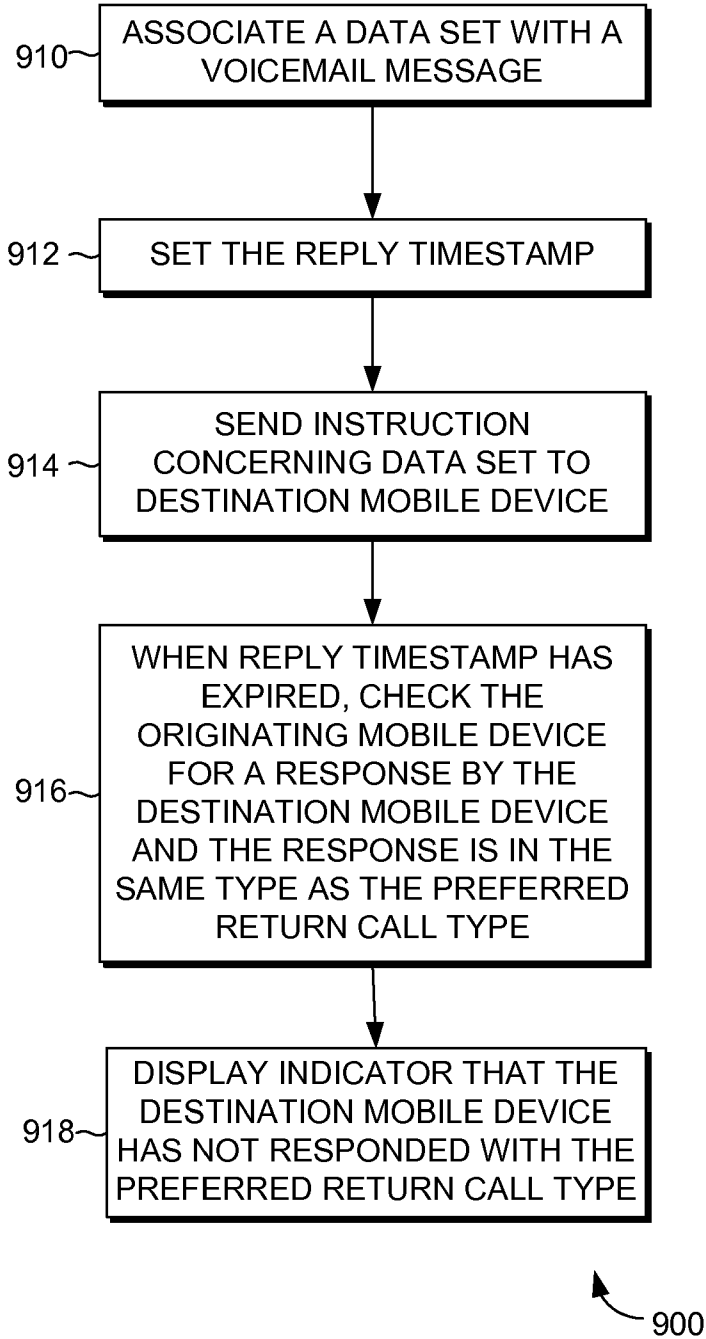 910
ASSOCIATE A DATA SET WITH A
VOICEMAIL MESSAGE
912
SET THE REPLY TIMESTAMP
914
SEND INSTRUCTION
CONCERNING DATA SET TO
DESTINATION MOBILE DEVICE
916
WHEN REPLY TIMESTAMP HAS
EXPIRED, CHECK THE
ORIGINATING MOBILE DEVICE
FOR A RESPONSE BY THE
DESTINATION MOBILE DEVICE
AND THE RESPONSE IS IN THE
SAME TYPE AS THE PREFERRED
RETURN CALL TYPE
918
DISPLAY INDICATOR THAT THE
DESTINATION MOBILE DEVICE
HAS NOT RESPONDED WITH THE
PREFERRED RETURN CALL TYPE
900